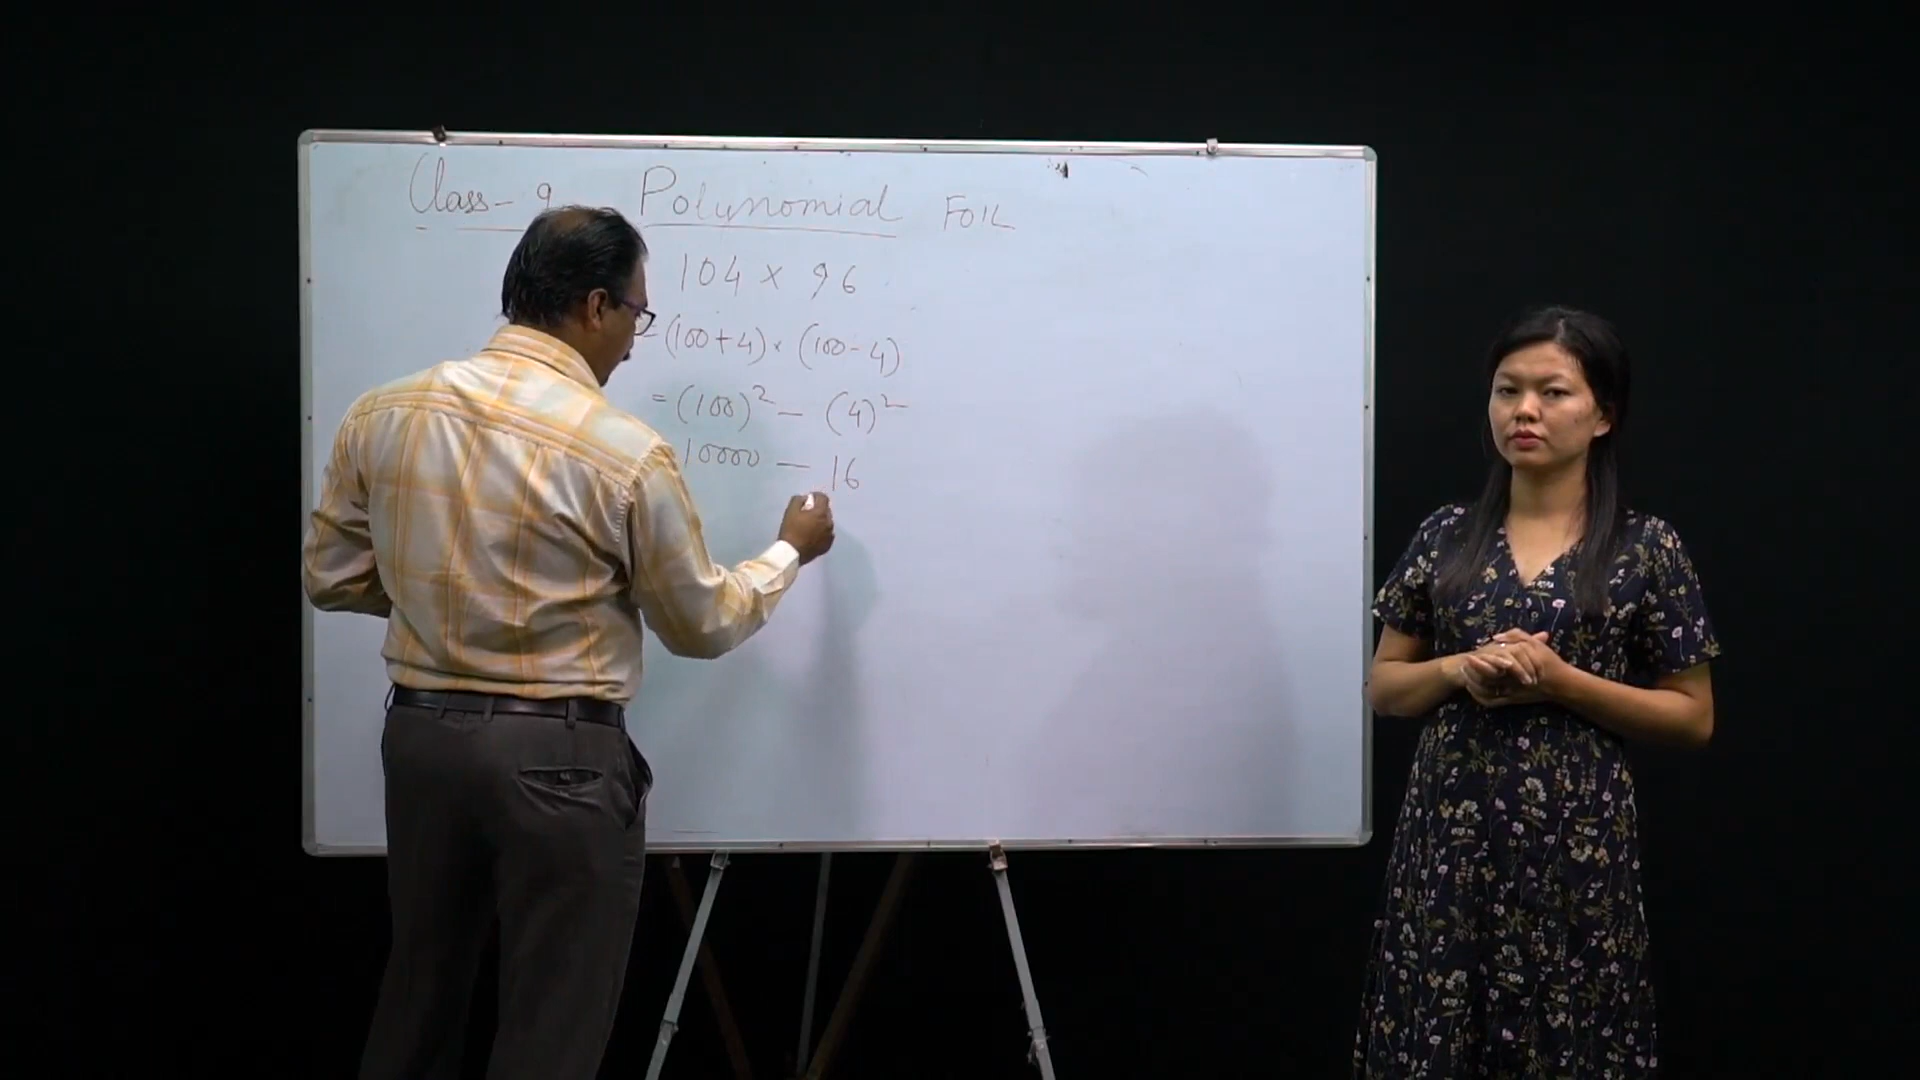 Class-9 Polynomial FOIL
104 × 96
= (100 + 4) × (100 - 4)
= (100)² - (4)²
10000 - 16